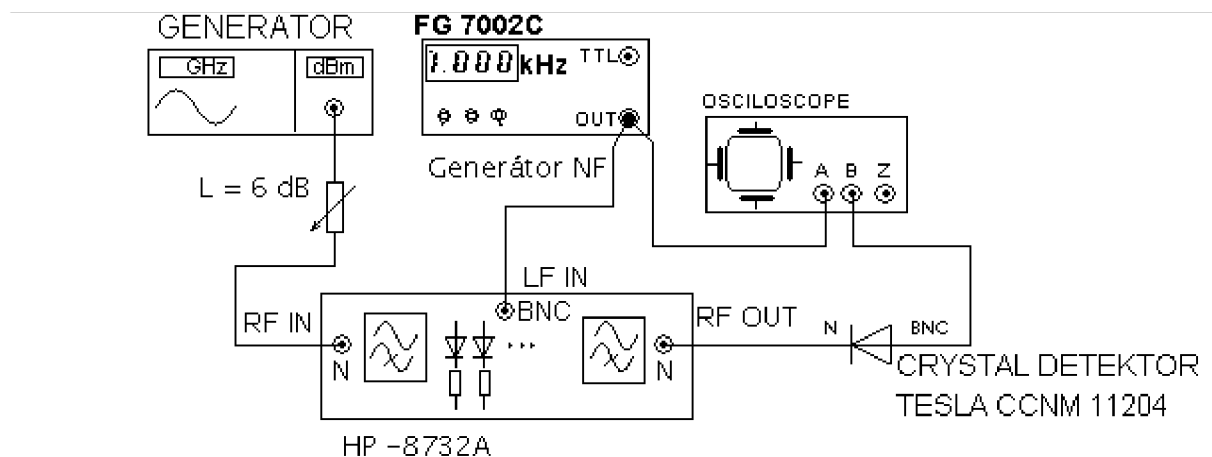 GENERATOR
FG 7002C
GHz
dBm
1.000 kHz
TTL
OUT
OSCILOSCOPE
A B Z
Generátor NF
L = 6 dB
LF IN
BNC
RF IN
RF OUT
N
N
N
BNC
CRYSTAL DETEKTOR
TESLA CCNM 11204
HP -8732A